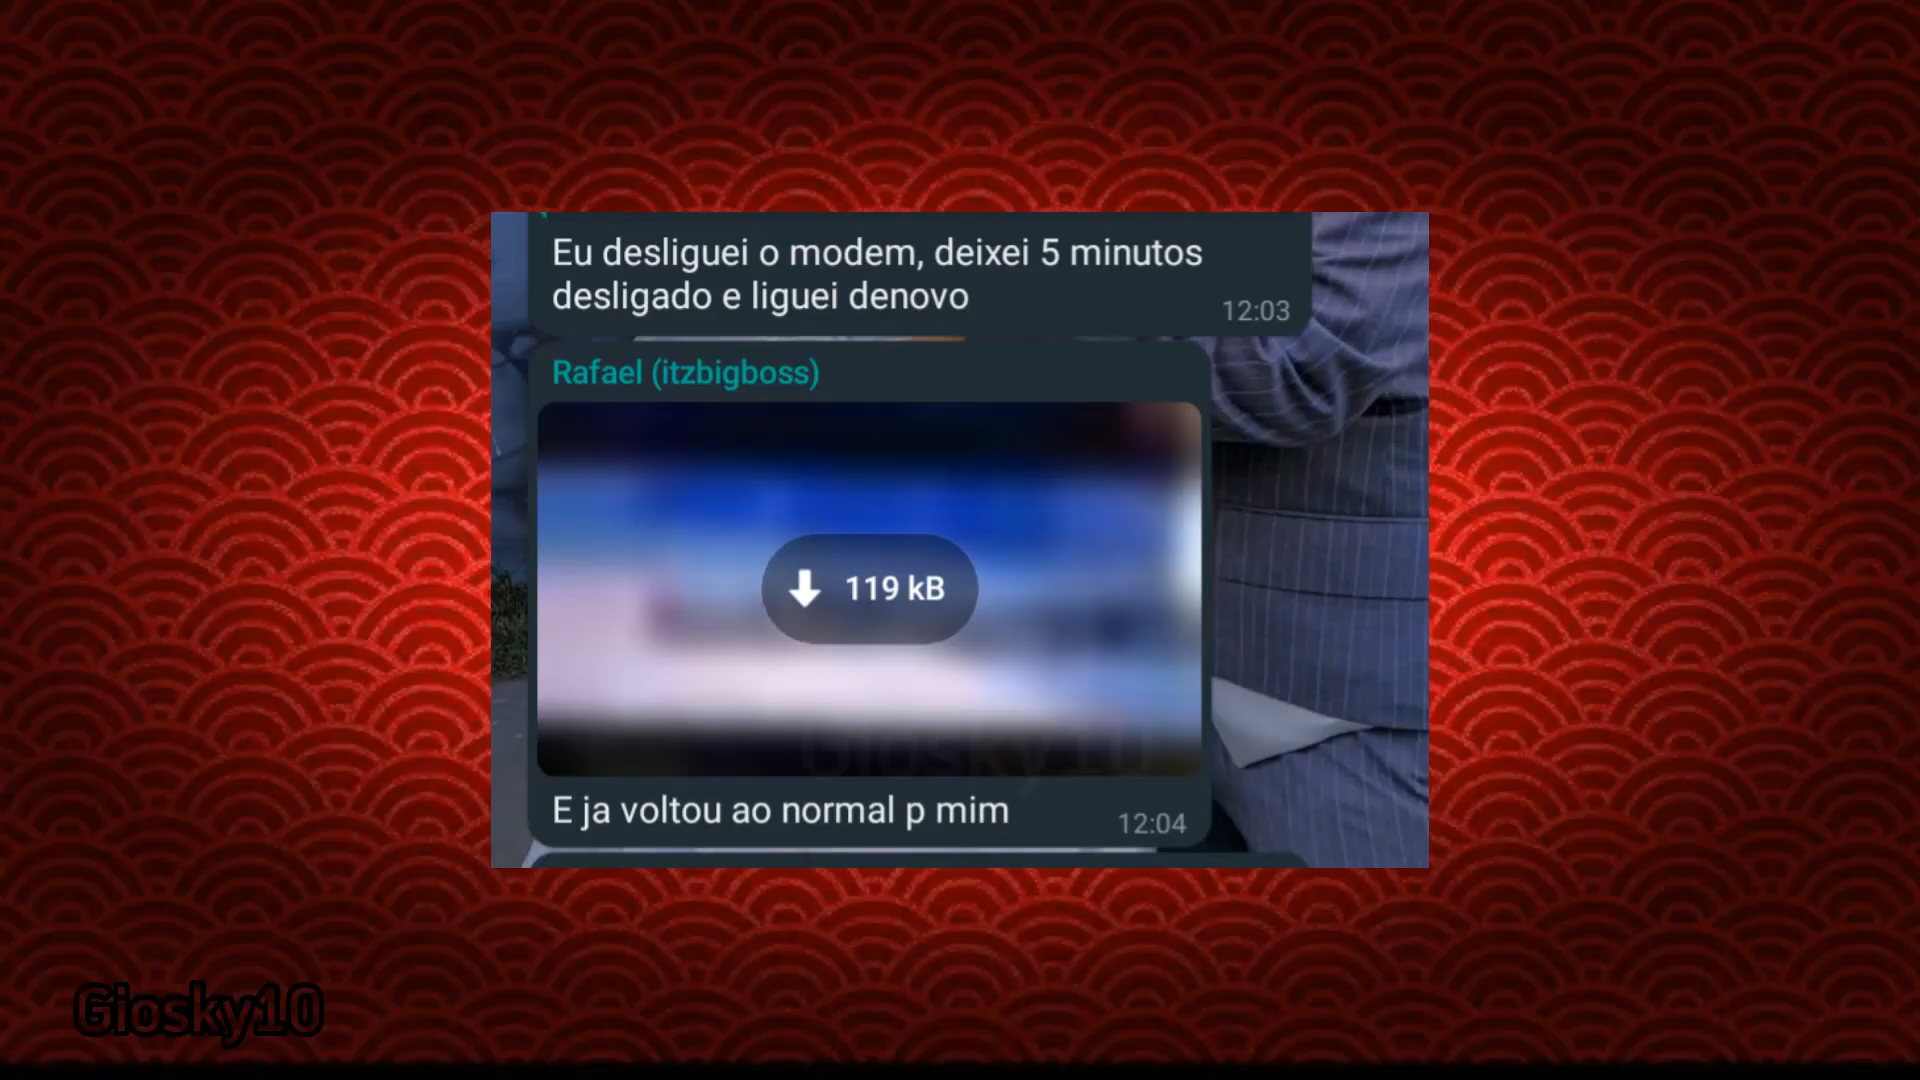 Eu desliguei o modem, deixei 5 minutos
desligado e liguei denovo
12:03
Rafael (itzbigboss)
119 kB
Giosky10
E ja voltou ao normal p mim
12:04
Giosky10